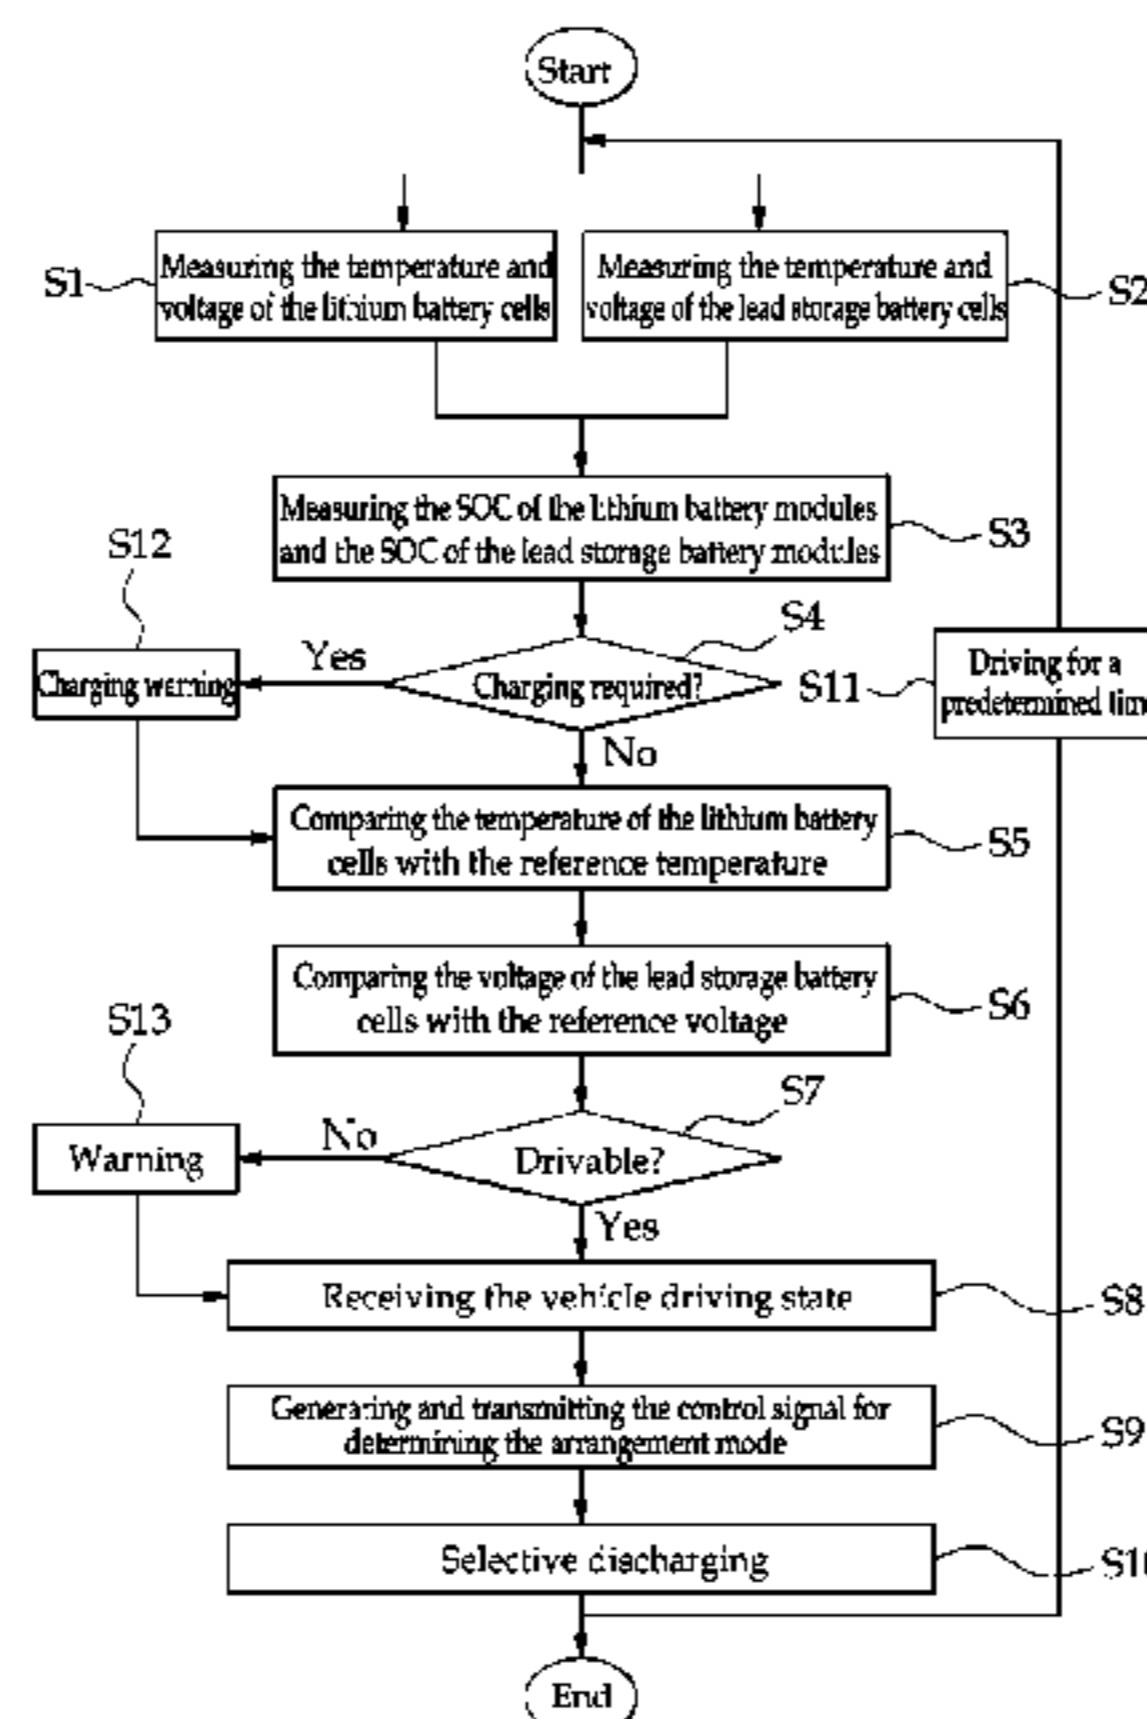 Start
Measuring the temperature and
voltage of the lithium battery cells
S1
Measuring the temperature and
voltage of the lead storage battery cells
S2
Measuring the SOC of the lithium battery modules
and the SOC of the lead storage battery modules
S3
S12
S4
Yes
Charging warning
Charging required?
S11
Driving for a
predetermined
No
Comparing the temperature of the lithium battery
cells with the reference temperature
S5
Comparing the voltage of the lead storage battery
cells with the reference voltage
S6
S13
S7
No
Warning
Drivable?
Yes
Receiving the vehicle driving state
S8
Generating and transmitting the control signal for
determining the arrangement mode
S9
Selective discharging
End